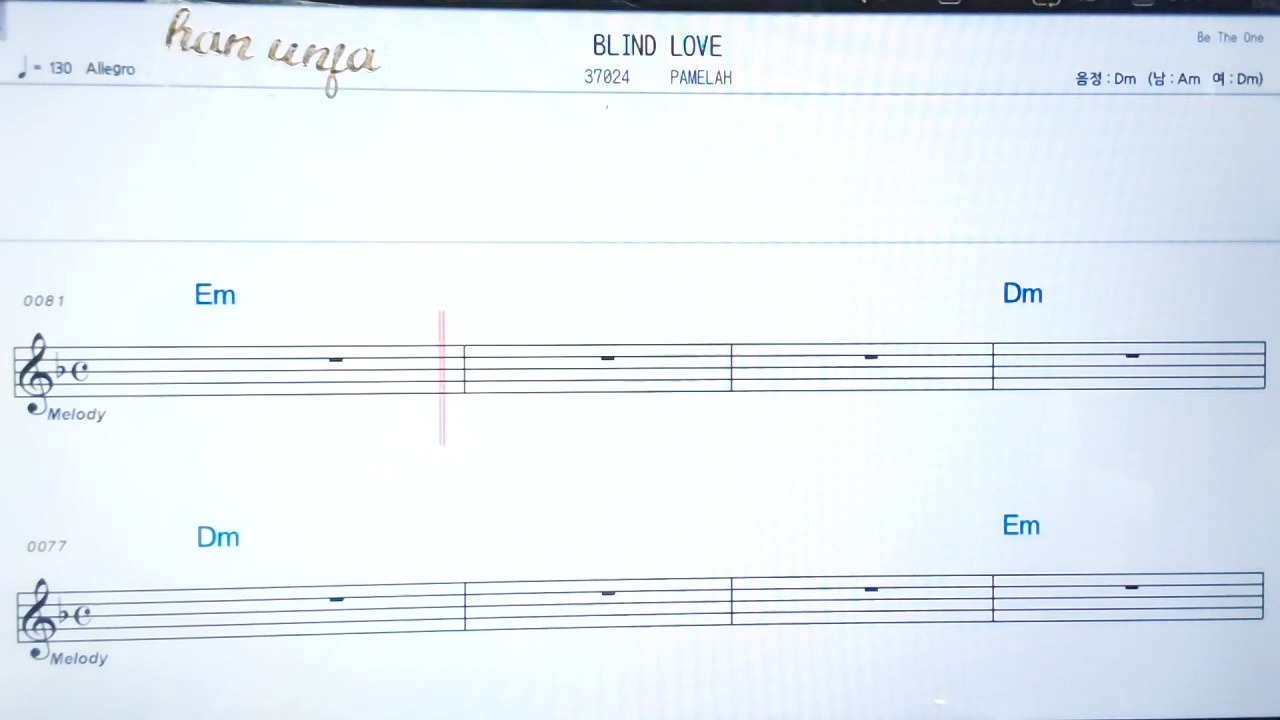 han unfa
BLIND LOVE
Be The One
♩= 130 Allegro
37024 PAMELAH
음정 : Dm (남 : Am 여 : Dm)
0081 Em Dm
Melody
0077 Dm Em
Melody